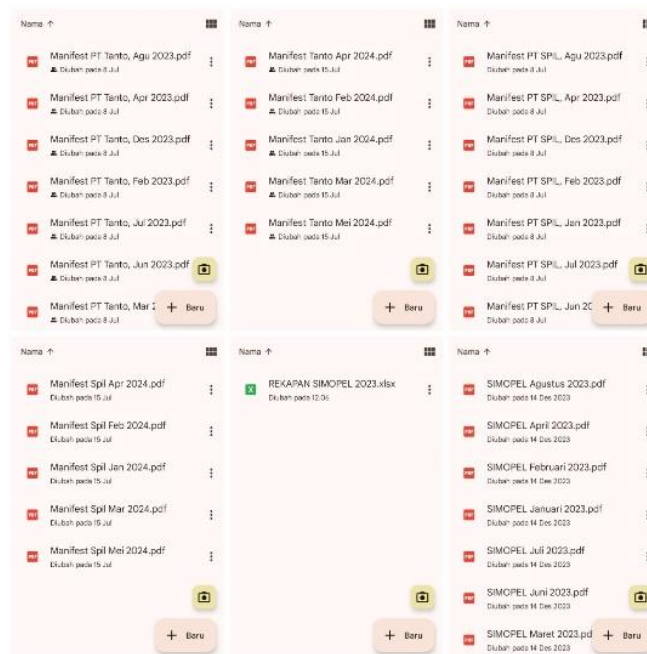 Nama ↑
Manifest PT Tanto, Agu 2023.pdf
Diubah pada 8 Jul
Manifest PT Tanto, Apr 2023.pdf
Diubah pada 8 Jul
Manifest PT Tanto, Des 2023.pdf
Diubah pada 8 Jul
Manifest PT Tanto, Feb 2023.pdf
Diubah pada 8 Jul
Manifest PT Tanto, Jul 2023.pdf
Diubah pada 8 Jul
Manifest PT Tanto, Jun 2023.pdf
Diubah pada 8 Jul
Manifest PT Tanto, Mar 2
Diubah pada 8 Jul
+ Baru
Nama ↑
Manifest Tanto Apr 2024.pdf
Diubah pada 15 Jul
Manifest Tanto Feb 2024.pdf
Diubah pada 15 Jul
Manifest Tanto Jan 2024.pdf
Diubah pada 15 Jul
Manifest Tanto Mar 2024.pdf
Diubah pada 15 Jul
Manifest Tanto Mei 2024.pdf
Diubah pada 15 Jul
+ Baru
Nama ↑
Manifest PT SPIL, Agu 2023.pdf
Diubah pada 8 Jul
Manifest PT SPIL, Apr 2023.pdf
Diubah pada 8 Jul
Manifest PT SPIL, Des 2023.pdf
Diubah pada 8 Jul
Manifest PT SPIL, Feb 2023.pdf
Diubah pada 8 Jul
Manifest PT SPIL, Jan 2023.pdf
Diubah pada 8 Jul
Manifest PT SPIL, Jul 2023.pdf
Diubah pada 8 Jul
Manifest PT SPIL, Jun 20
Diubah pada 8 Jul
+ Baru
Nama ↑
Manifest Spil Apr 2024.pdf
Diubah pada 15 Jul
Manifest Spil Feb 2024.pdf
Diubah pada 15 Jul
Manifest Spil Jan 2024.pdf
Diubah pada 15 Jul
Manifest Spil Mar 2024.pdf
Diubah pada 15 Jul
Manifest Spil Mei 2024.pdf
Diubah pada 15 Jul
+ Baru
Nama ↑
REKAPAN SIMOPEL 2023.xlsx
Diubah pada 12.06
+ Baru
Nama ↑
SIMOPEL Agustus 2023.pdf
Diubah pada 14 Des 2023
SIMOPEL April 2023.pdf
Diubah pada 14 Des 2023
SIMOPEL Februari 2023.pdf
Diubah pada 14 Des 2023
SIMOPEL Januari 2023.pdf
Diubah pada 14 Des 2023
SIMOPEL Juli 2023.pdf
Diubah pada 14 Des 2023
SIMOPEL Juni 2023.pdf
Diubah pada 14 Des 2023
SIMOPEL Maret 2023.pd
Diubah pada 14 Des 2023
+ Baru